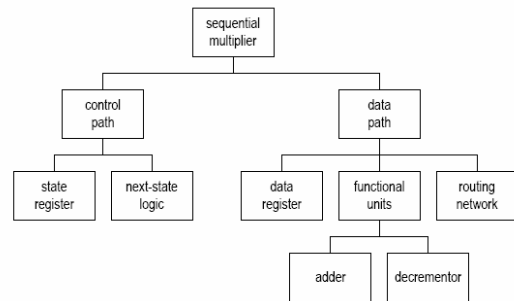 sequential
multiplier
control
path
data
path
state
register
next-state
logic
data
register
functional
units
routing
network
adder
decrementor